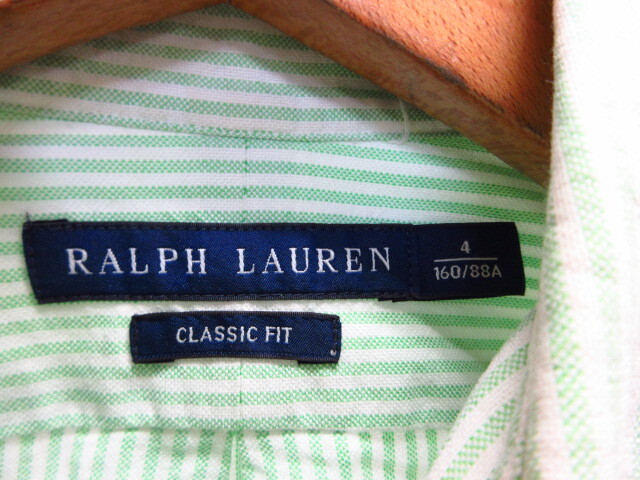 RALPH LAUREN
4
160/88A
CLASSIC FIT